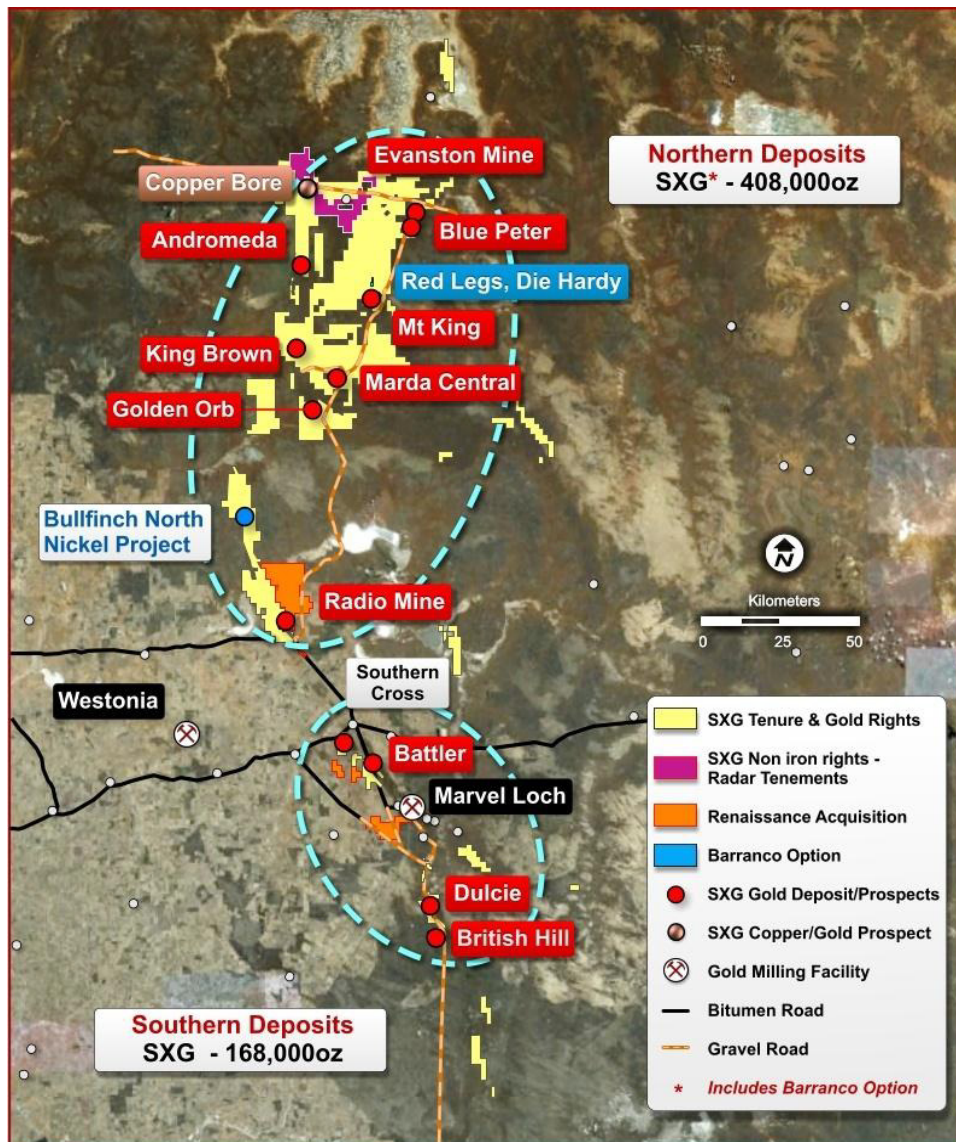 Northern Deposits
SXG* - 408,000oz
Evanston Mine
Copper Bore
Blue Peter
Andromeda
Red Legs, Die Hardy
Mt King
King Brown
Marda Central
Golden Orb
Bullfinch North
Nickel Project
N
Kilometers
0 25 50
Radio Mine
Southern
Cross
Westonia
Battler
Marvel Loch
Dulcie
British Hill
Southern Deposits
SXG - 168,000oz
SXG Tenure & Gold Rights
SXG Non iron rights -
Radar Tenements
Renaissance Acquisition
Barranco Option
SXG Gold Deposit/Prospects
SXG Copper/Gold Prospect
Gold Milling Facility
Bitumen Road
Gravel Road
* Includes Barranco Option